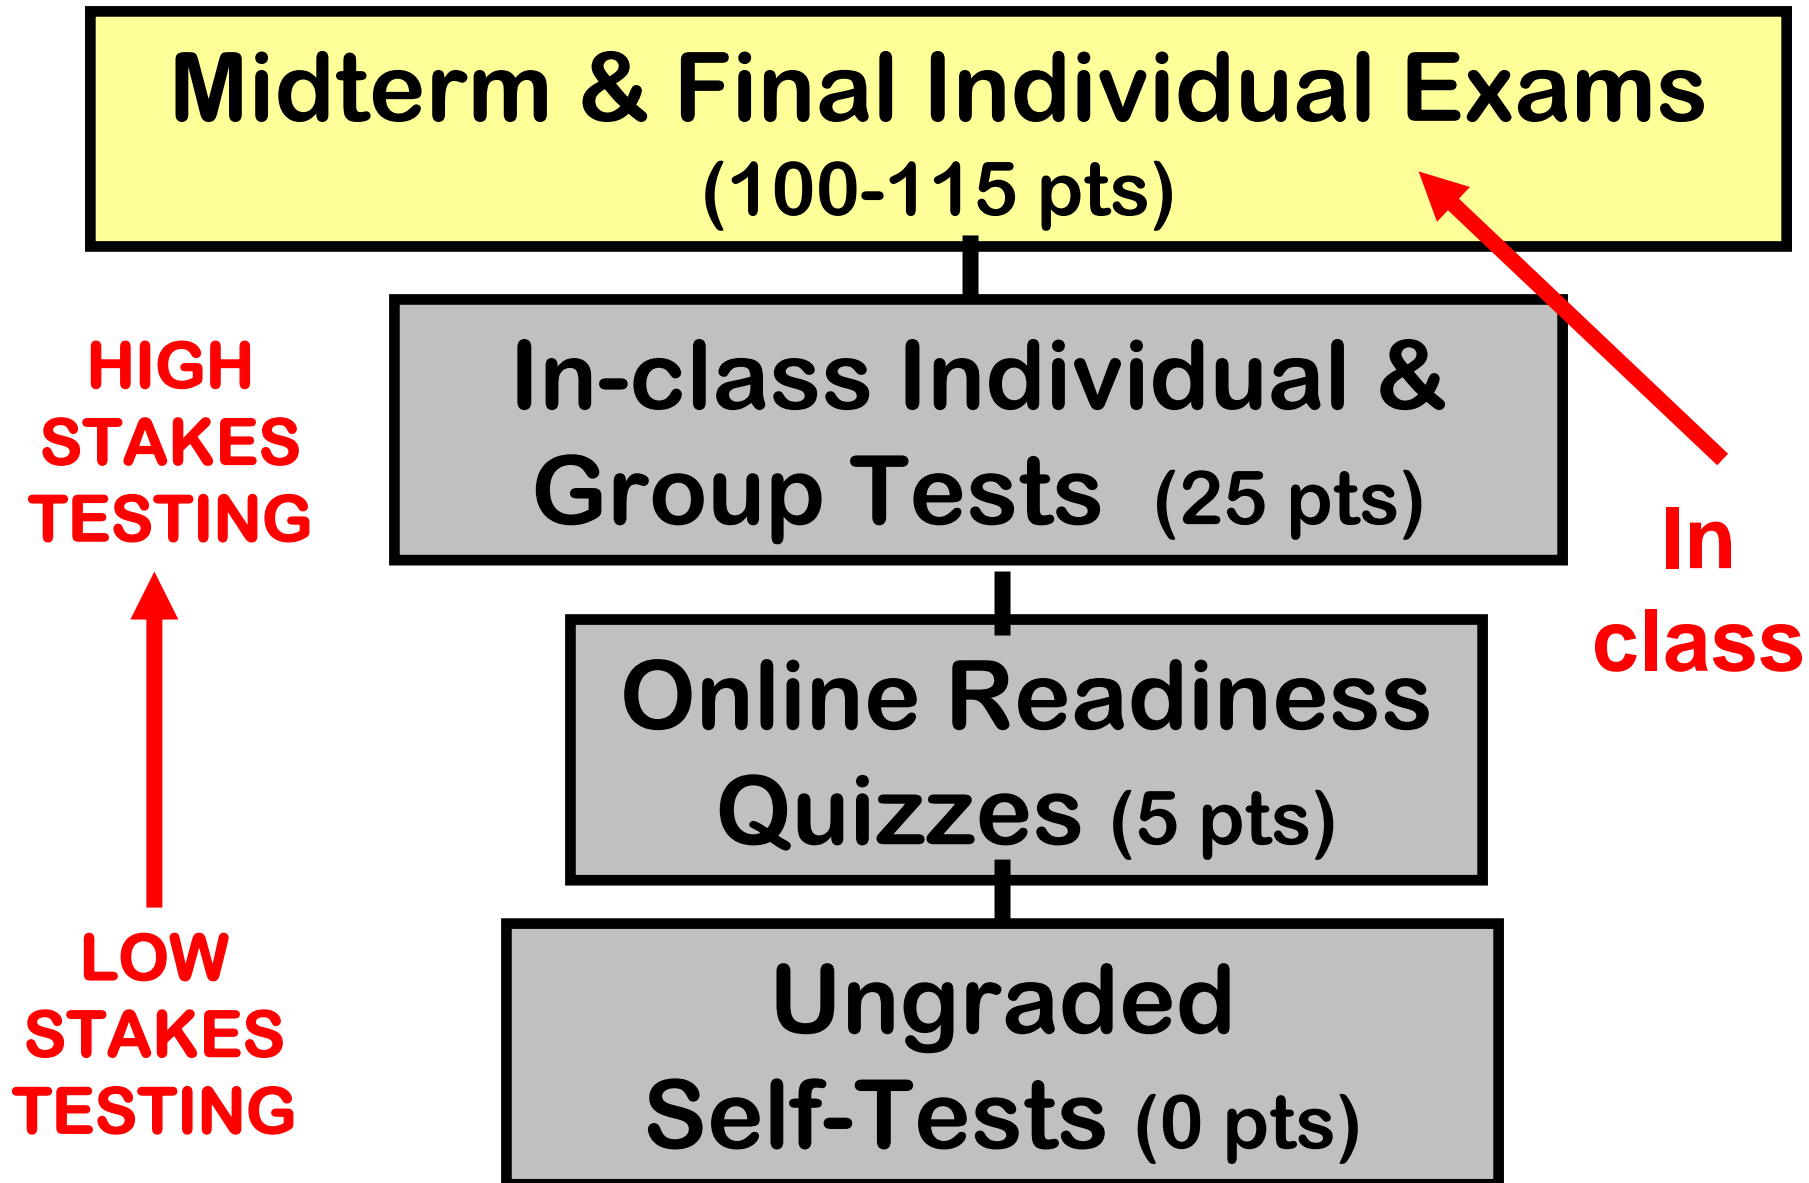 Midterm & Final Individual Exams
(100-115 pts)
HIGH
STAKES
TESTING
In-class Individual &
Group Tests (25 pts)
In
class
Online Readiness
Quizzes (5 pts)
LOW
STAKES
TESTING
Ungraded
Self-Tests (0 pts)